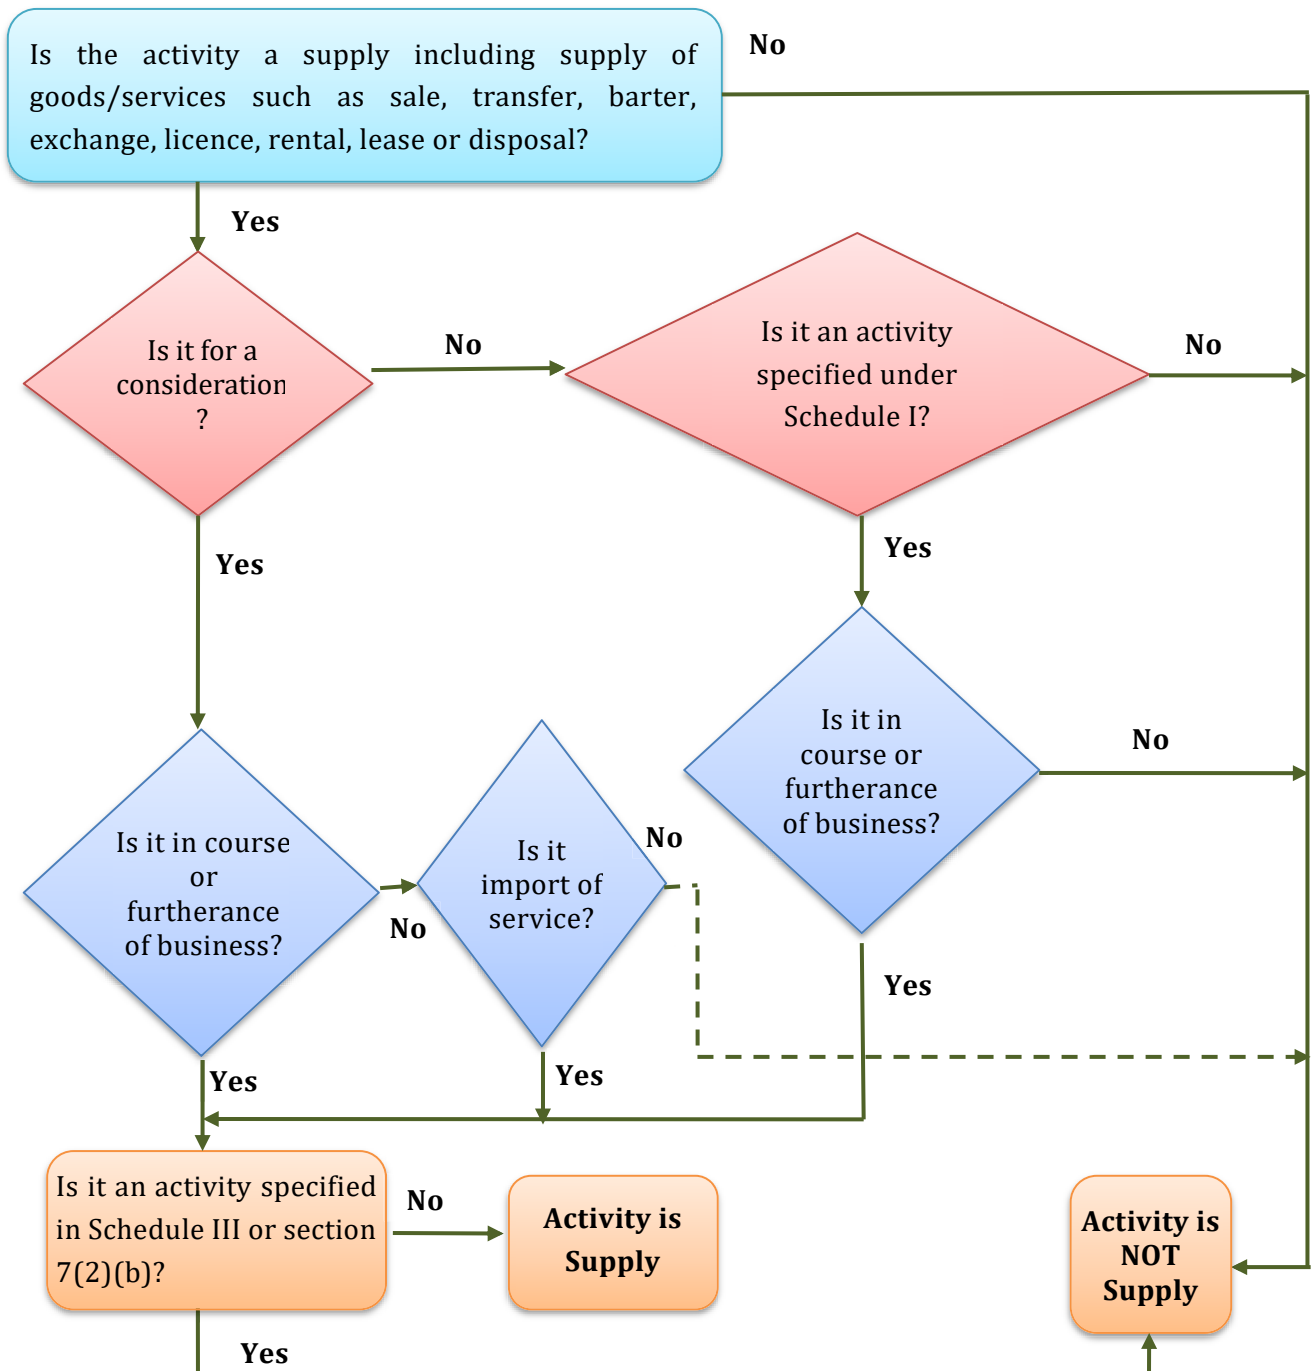 Is the activity a supply including supply of
goods/services such as sale, transfer, barter,
exchange, licence, rental, lease or disposal?
No
Yes
Is it for a
consideration
?
No
Is it an activity
specified under
Schedule I?
No
Yes
Yes
Is it in
course or
furtherance
of business?
No
Is it in course
or
furtherance
of business?
No
Is it
import of
service?
No
Yes
Yes
Yes
Is it an activity specified
in Schedule III or section
7(2)(b)?
No
Activity is
Supply
Activity is
NOT
Supply
Yes